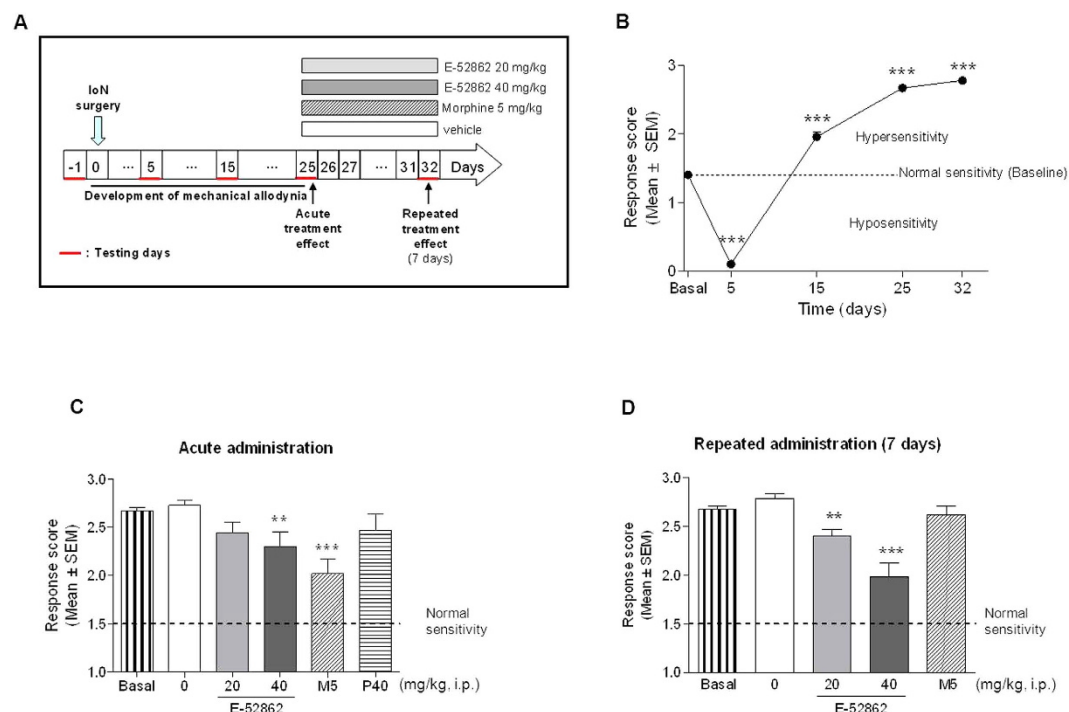 A
E-52862 20 mg/kg
E-52862 40 mg/kg
Morphine 5 mg/kg
vehicle
IoN
surgery
-1 0 ... 5 ... 15 ... 25 26 27 ... 31 32 Days
Development of mechanical allodynia
Acute
treatment
effect
Repeated
treatment
effect
(7 days)
: Testing days
B
Response score
(Mean ± SEM)
3
2
1
0
***
***
***
***
Hypersensitivity
Normal sensitivity (Baseline)
Hyposensitivity
Basal 5 15 25 32
Time (days)
C
Acute administration
Response score
(Mean ± SEM)
3.0
2.5
2.0
1.5
1.0
**
***
Normal
sensitivity
Basal 0 20 40 M5 P40 (mg/kg, i.p.)
E-52862
D
Repeated administration (7 days)
Response score
(Mean ± SEM)
3.0
2.5
2.0
1.5
1.0
**
***
Normal
sensitivity
Basal 0 20 40 M5 (mg/kg, i.p.)
E-52862